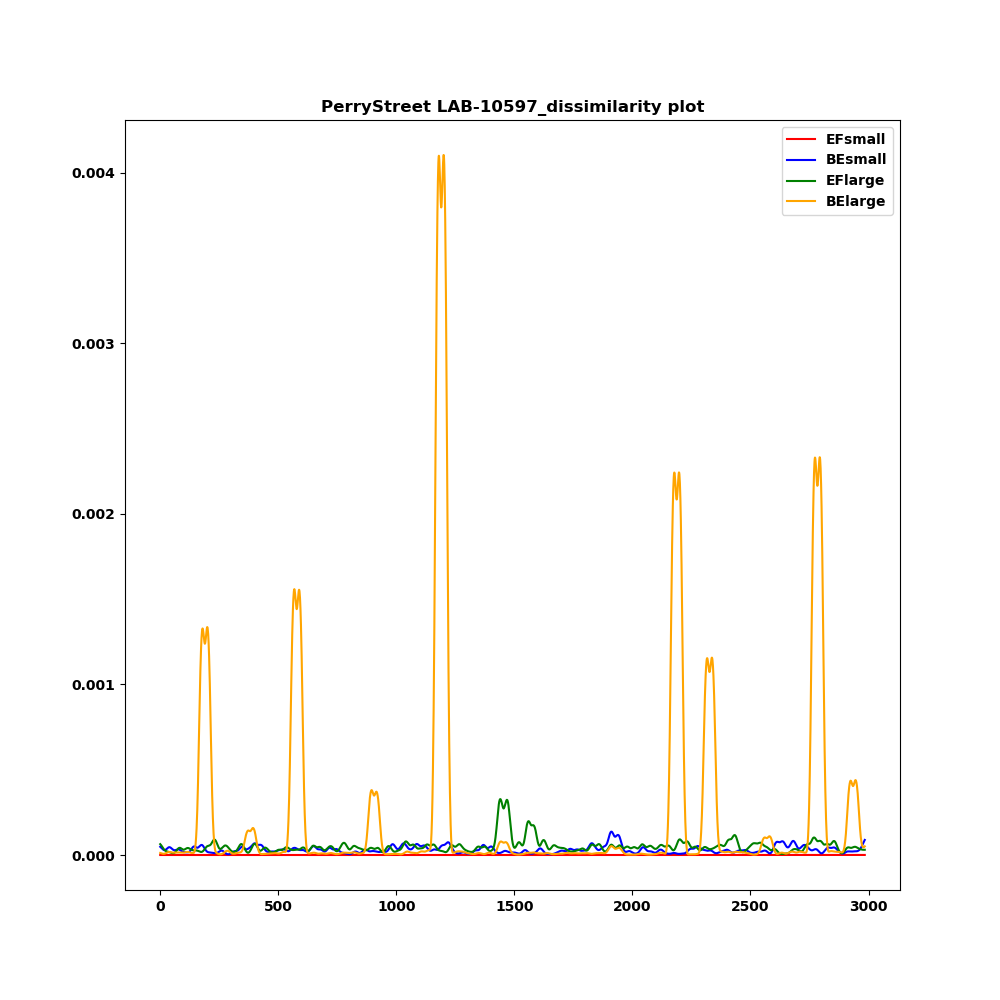 PerryStreet LAB-10597_dissimilarity plot
EFsmall
BEsmall
EFlarge
BElarge
0.004
0.003
0.002
0.001
0.000
0 500 1000 1500 2000 2500 3000